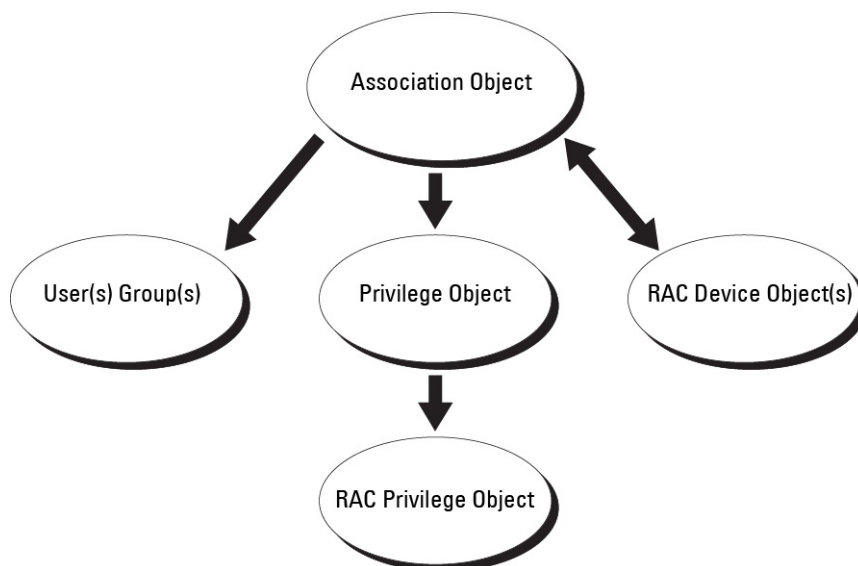 Association Object
User(s) Group(s)
Privilege Object
RAC Device Object(s)
RAC Privilege Object